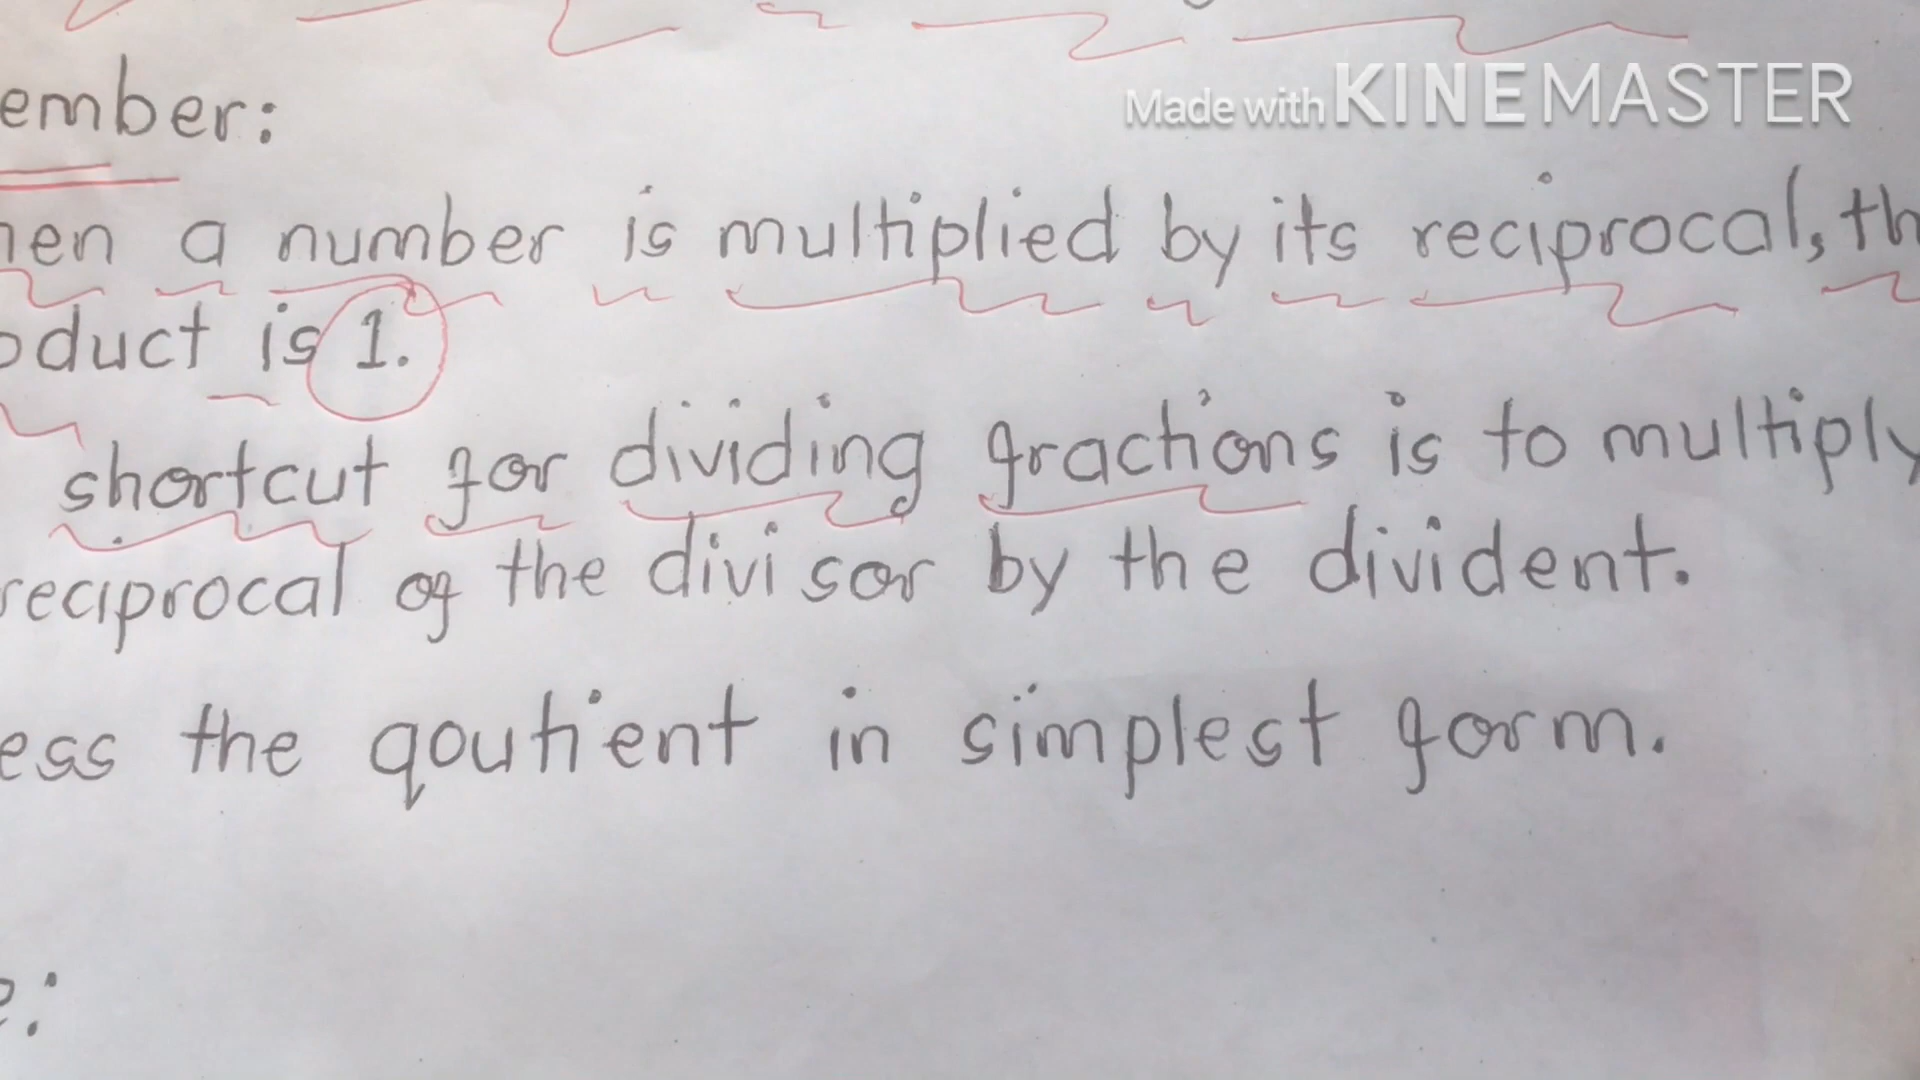 Made with KINEMASTER
ember:
hen a number is multiplied by its reciprocal, th
oduct is 1.
shortcut for dividing fractions is to multiply
reciprocal of the divisor by the divident.
ess the qoutient in simplest form.
e: